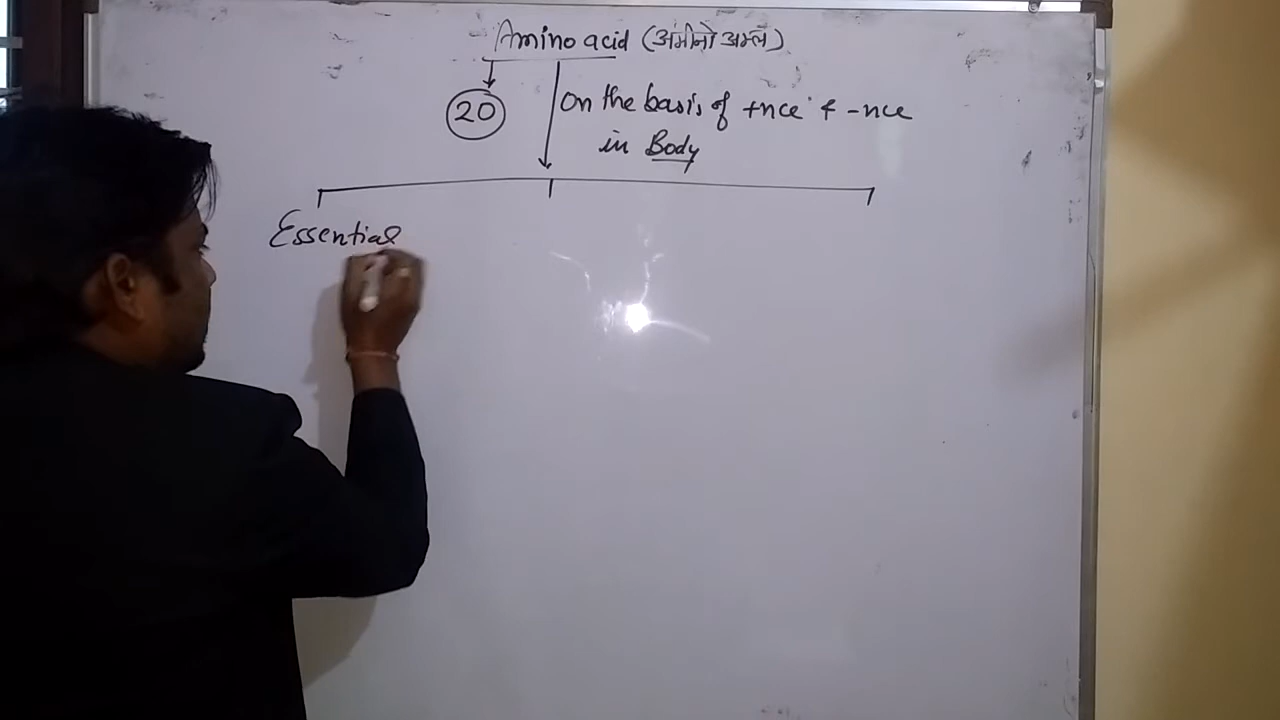 Amino acid (अमीनो अम्ल)
20
On the basis of +nce & -nce
in Body
Essential